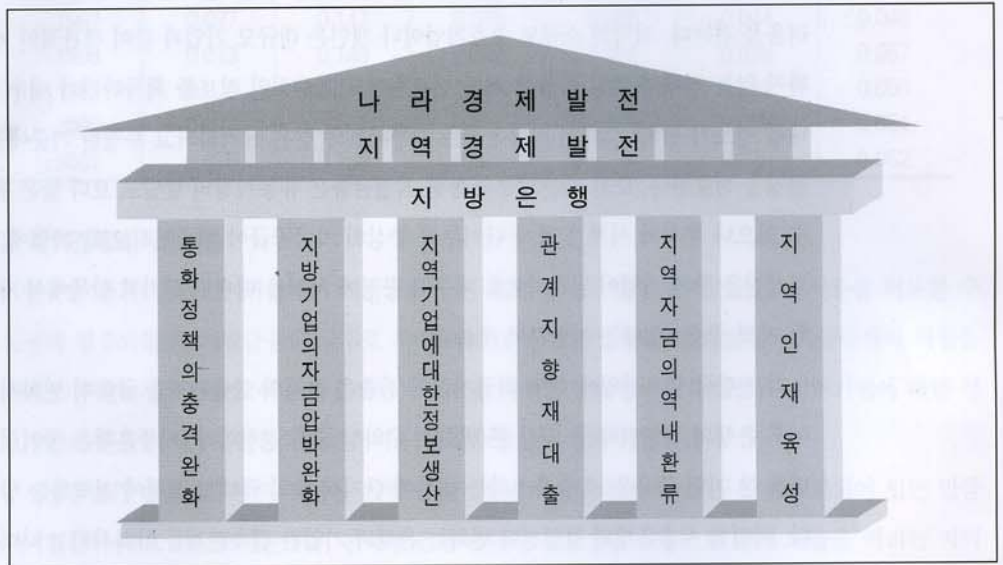 나라경제발전
지역경제발전
지방은행
통화정책의충격완화
지방기업의자금압박완화
지역기업에대한정보생산
관계지향재대출
지역자금의역내환류
지역인재육성